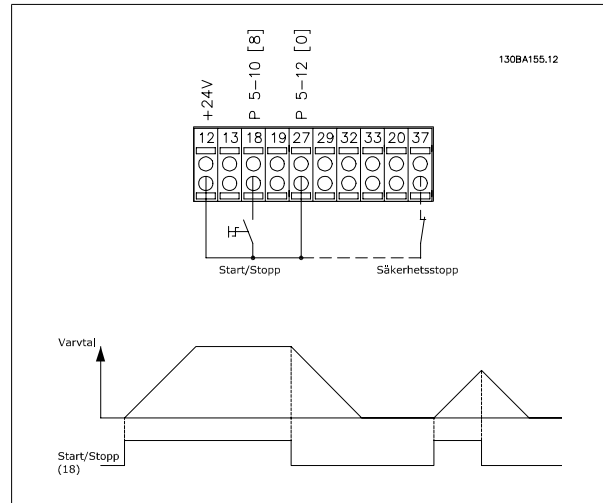 130BA155.12
+24V
P 5-10 [8]
P 5-12 [0]
12 13 18 19 27 29 32 33 20 37
Start/Stopp
Säkerhetsstopp
Varvtal
Start/Stopp
(18)